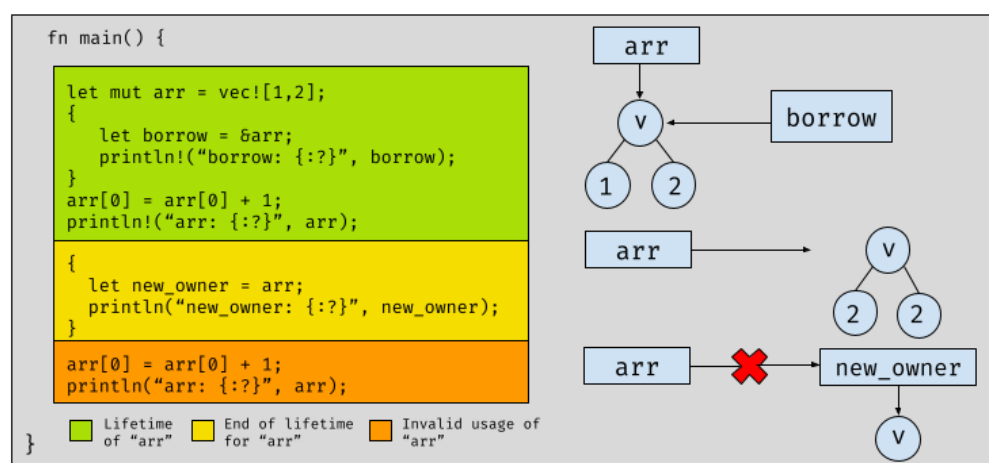 fn main() {
let mut arr = vec![1,2];
{
let borrow = &arr;
println!(“borrow: {:?}”, borrow);
}
arr[0] = arr[0] + 1;
println!(“arr: {:?}”, arr);
{
let new_owner = arr;
println(“new_owner: {:?}”, new_owner);
}
arr[0] = arr[0] + 1;
println(“arr: {:?}”, arr);
Lifetime
of “arr”
End of lifetime
for “arr”
Invalid usage of
“arr”
}
arr
v
borrow
1 2
arr
v
2 2
arr
new_owner
v